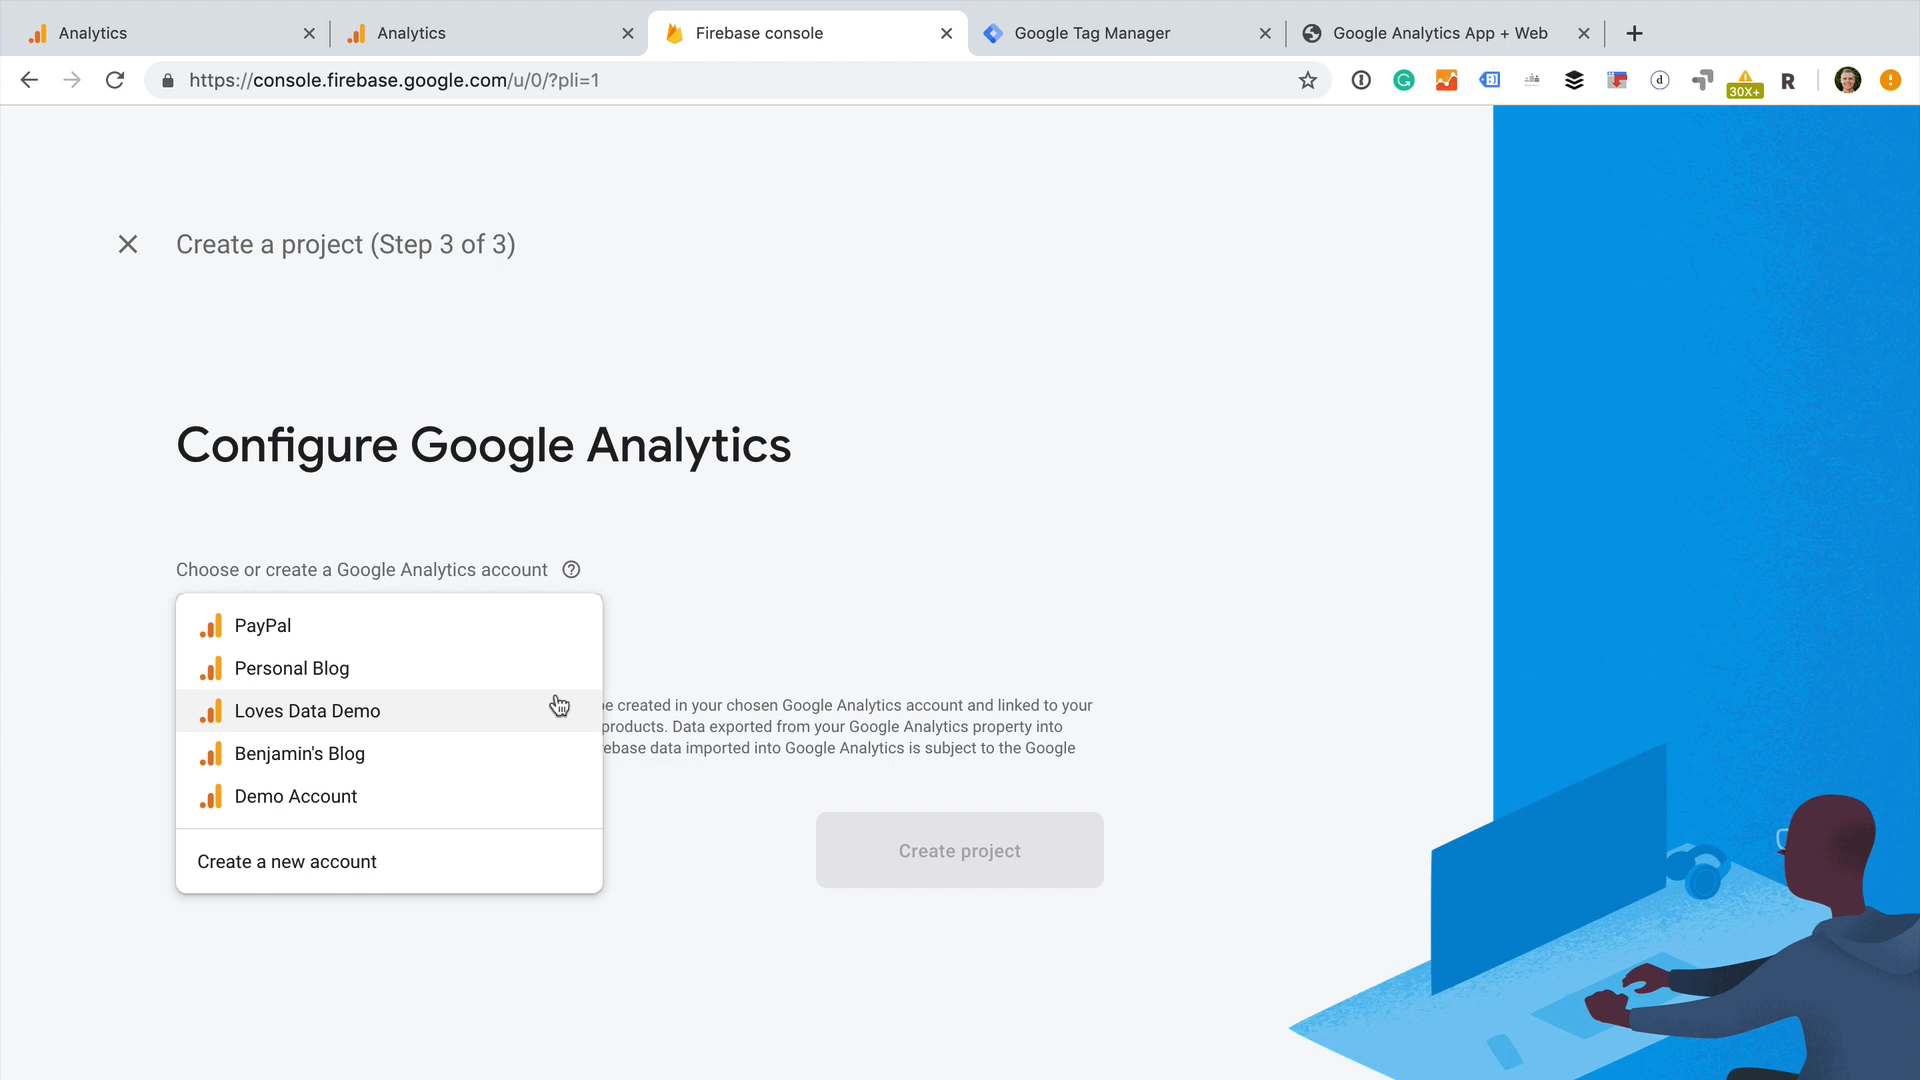 Analytics
Analytics
Firebase console
Google Tag Manager
Google Analytics App + Web
https://console.firebase.google.com/u/0/?pli=1
30X+
R
Create a project (Step 3 of 3)
Configure Google Analytics
Choose or create a Google Analytics account
PayPal
Personal Blog
Loves Data Demo
Benjamin's Blog
Demo Account
Create a new account
be created in your chosen Google Analytics account and linked to your
products. Data exported from your Google Analytics property into
ebase data imported into Google Analytics is subject to the Google
Create project